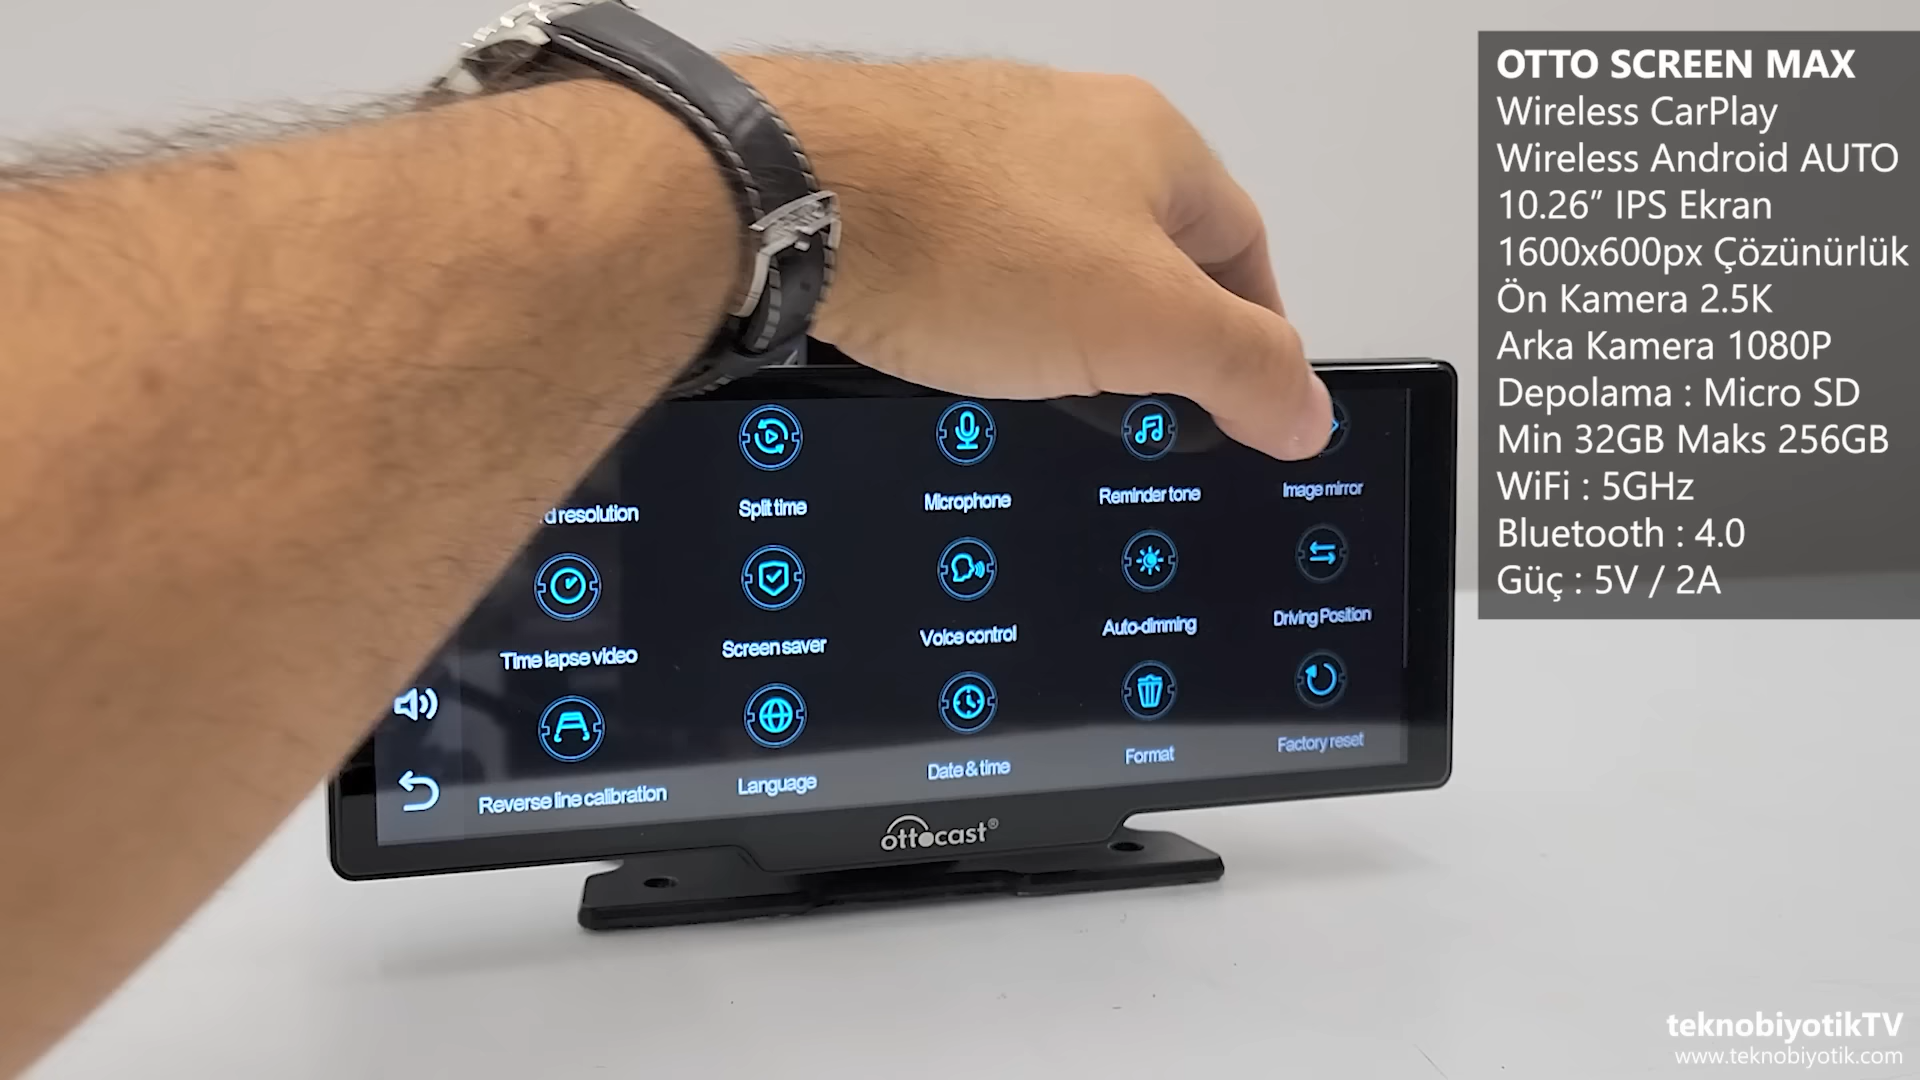 OTTO SCREEN MAX
Wireless CarPlay
Wireless Android AUTO
10.26” IPS Ekran
1600x600px Çözünürlük
Ön Kamera 2.5K
Arka Kamera 1080P
Depolama : Micro SD
Min 32GB Maks 256GB
WiFi : 5GHz
Bluetooth : 4.0
Güç : 5V / 2A
resolution
Split time
Microphone
Reminder tone
Image mirror
Time lapse video
Screen saver
Voice control
Auto-dimming
Driving Position
Reverse line calibration
Language
Date & time
Format
Factory reset
ottocast®
teknobiyotikTV
www.teknobiyotik.com